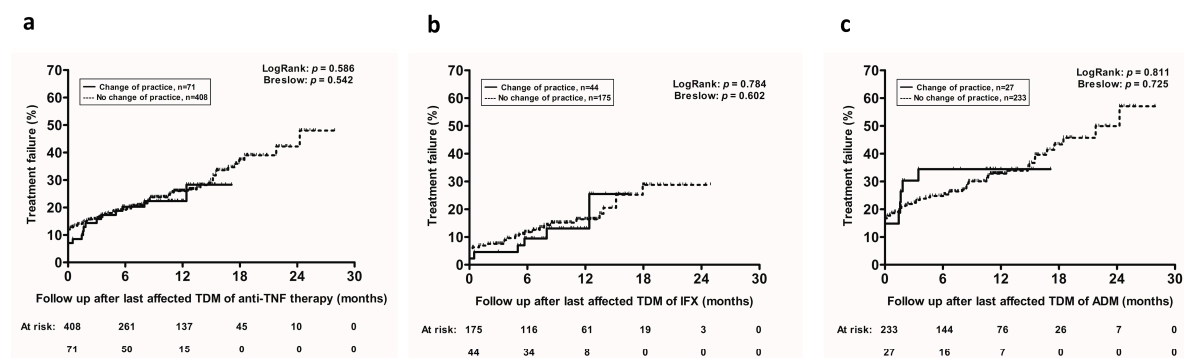 a
LogRank: p = 0.586
Breslow: p = 0.542
Change of practice, n=71
No change of practice, n=408
Treatment failure (%)
70
60
50
40
30
20
10
0
0 6 12 18 24 30
Follow up after last affected TDM of anti-TNF therapy (months)
At risk: 408 261 137 45 10 0
71 50 15 0 0 0
b
LogRank: p = 0.784
Breslow: p = 0.602
Change of practice, n=44
No change of practice, n=175
Treatment failure (%)
70
60
50
40
30
20
10
0
0 6 12 18 24 30
Follow up after last affected TDM of IFX (months)
At risk: 175 116 61 19 3 0
44 34 8 0 0 0
c
LogRank: p = 0.811
Breslow: p = 0.725
Change of practice, n=27
No change of practice, n=233
Treatment failure (%)
70
60
50
40
30
20
10
0
0 6 12 18 24 30
Follow up after last affected TDM of ADM (months)
At risk: 233 144 76 26 7 0
27 16 7 0 0 0